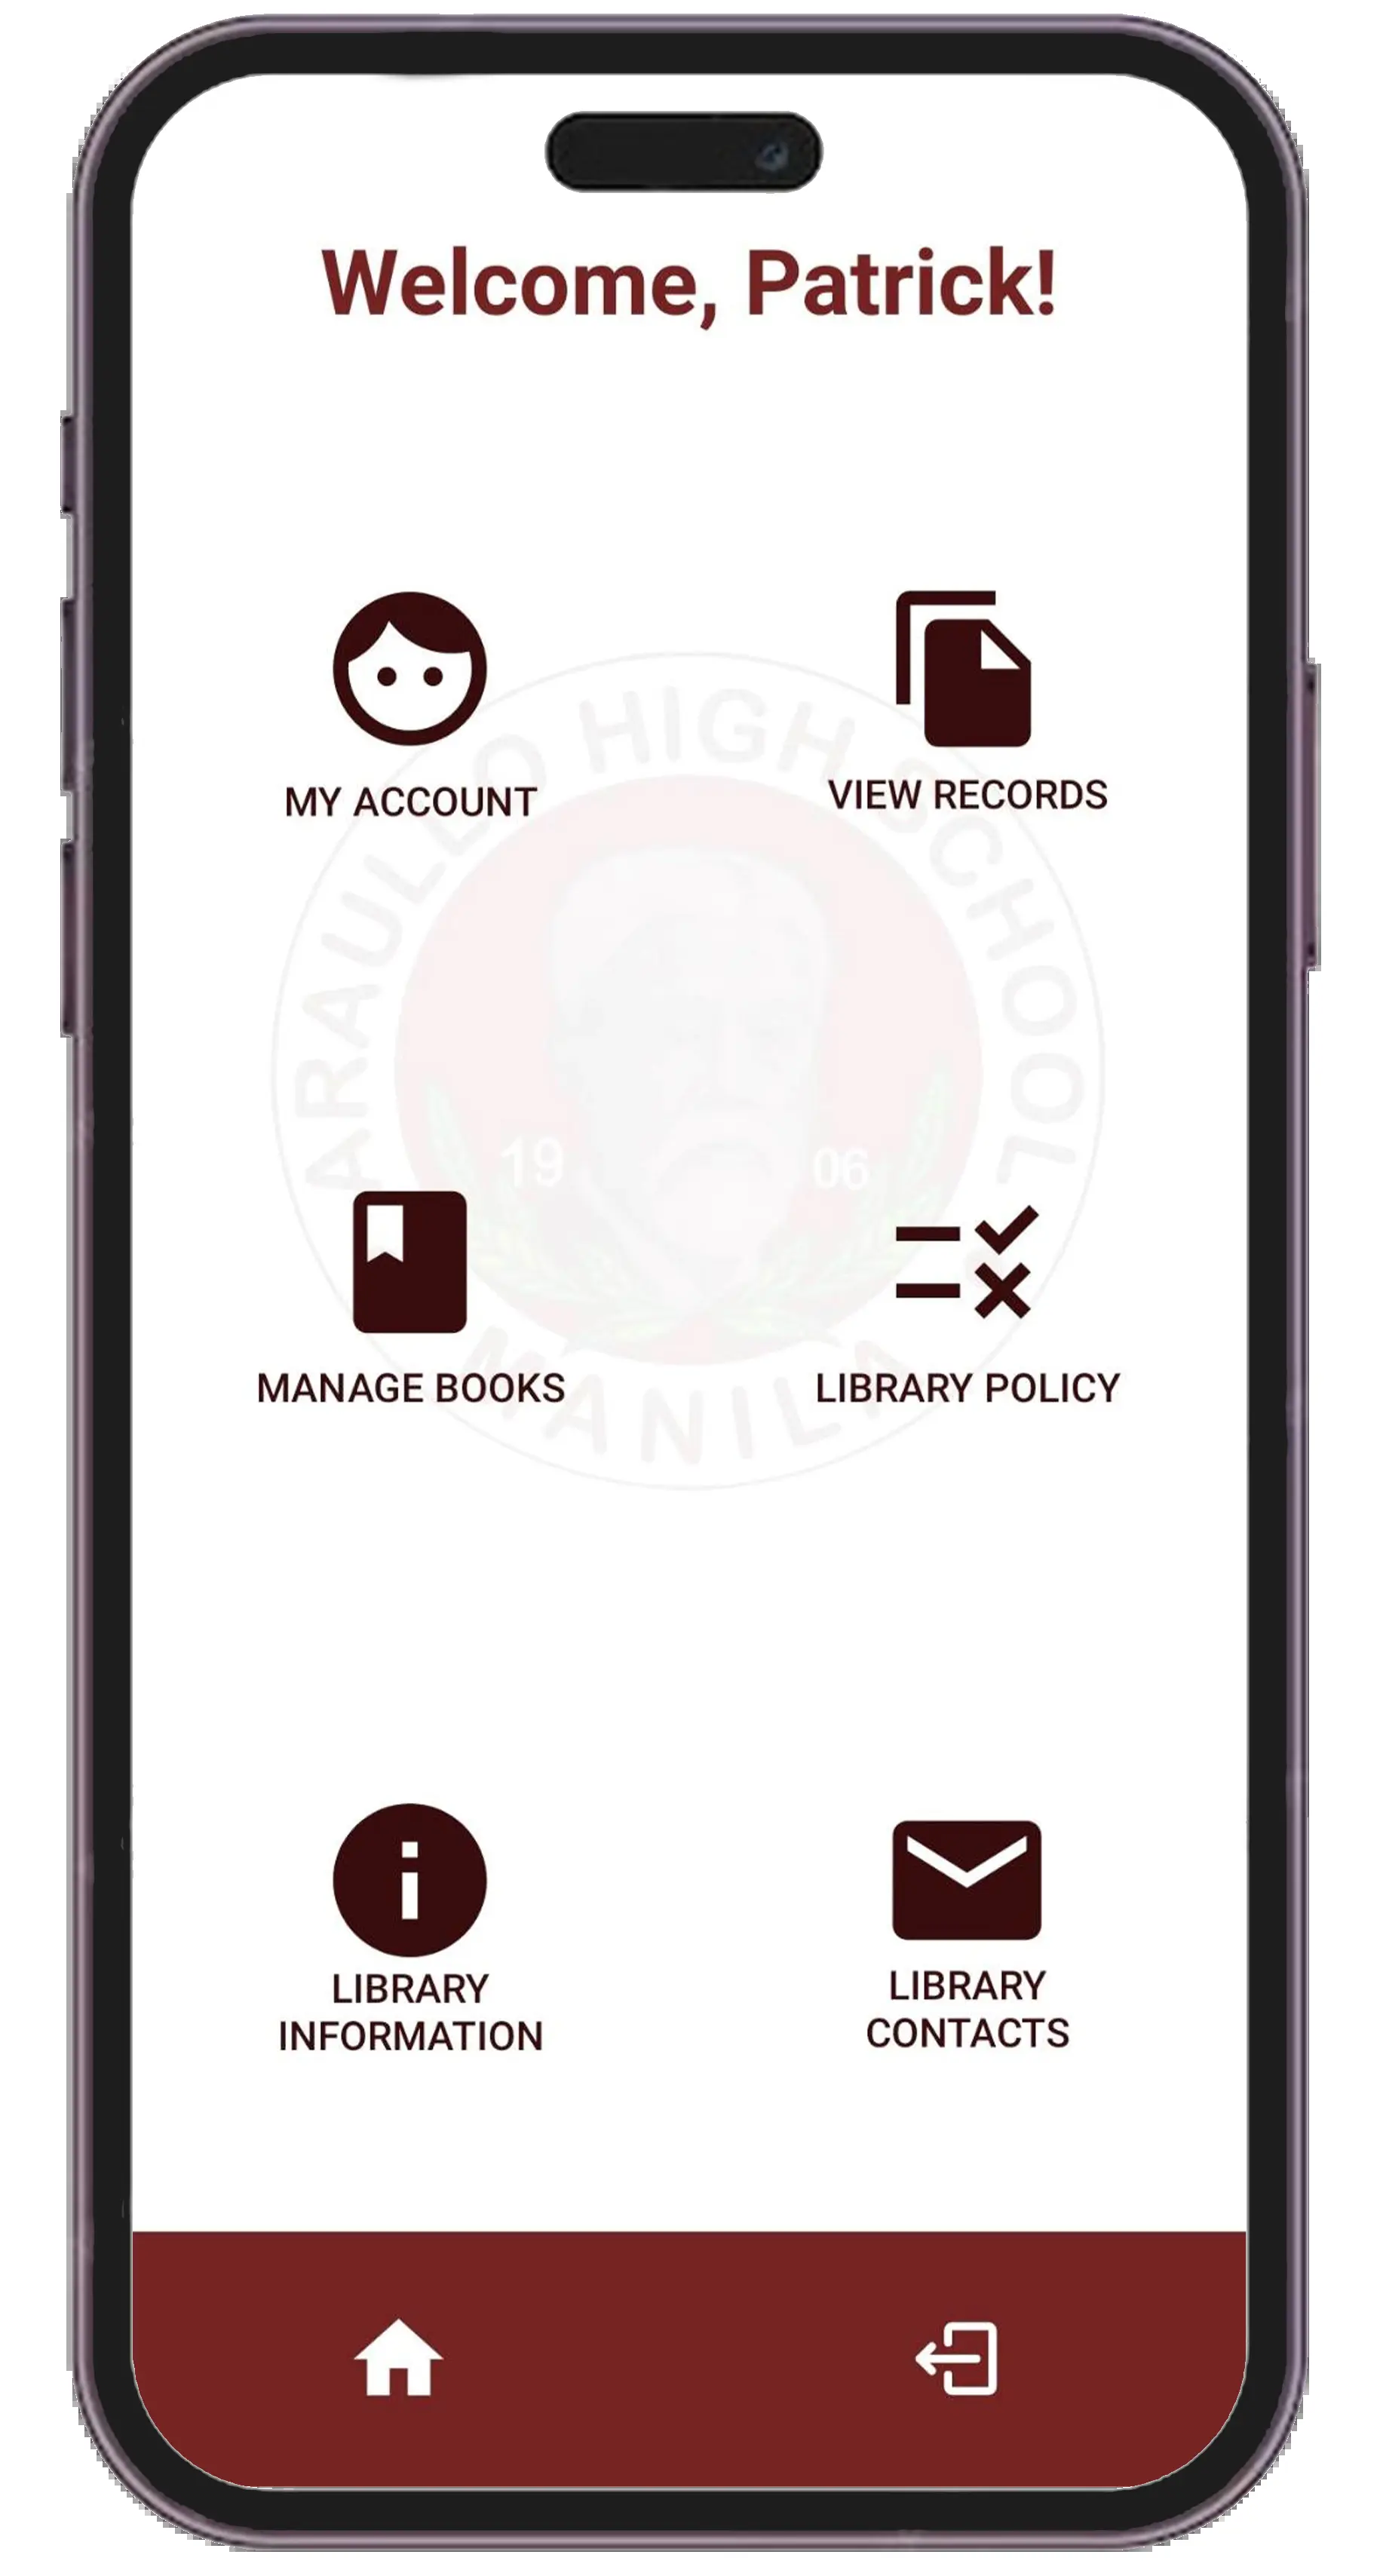 Welcome, Patrick!
MY ACCOUNT
VIEW RECORDS
ARAULLO HIGH SCHOOL
19
06
MANILA
MANAGE BOOKS
LIBRARY POLICY
LIBRARY
INFORMATION
LIBRARY
CONTACTS